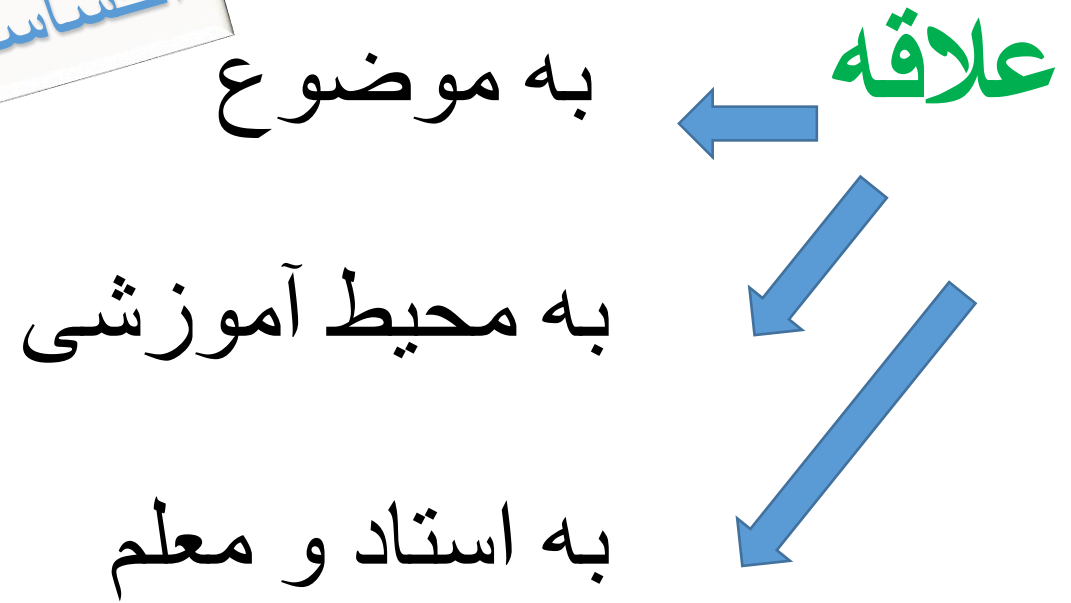 علاقه
به موضوع
به محیط آموزشی
به استاد و معلم